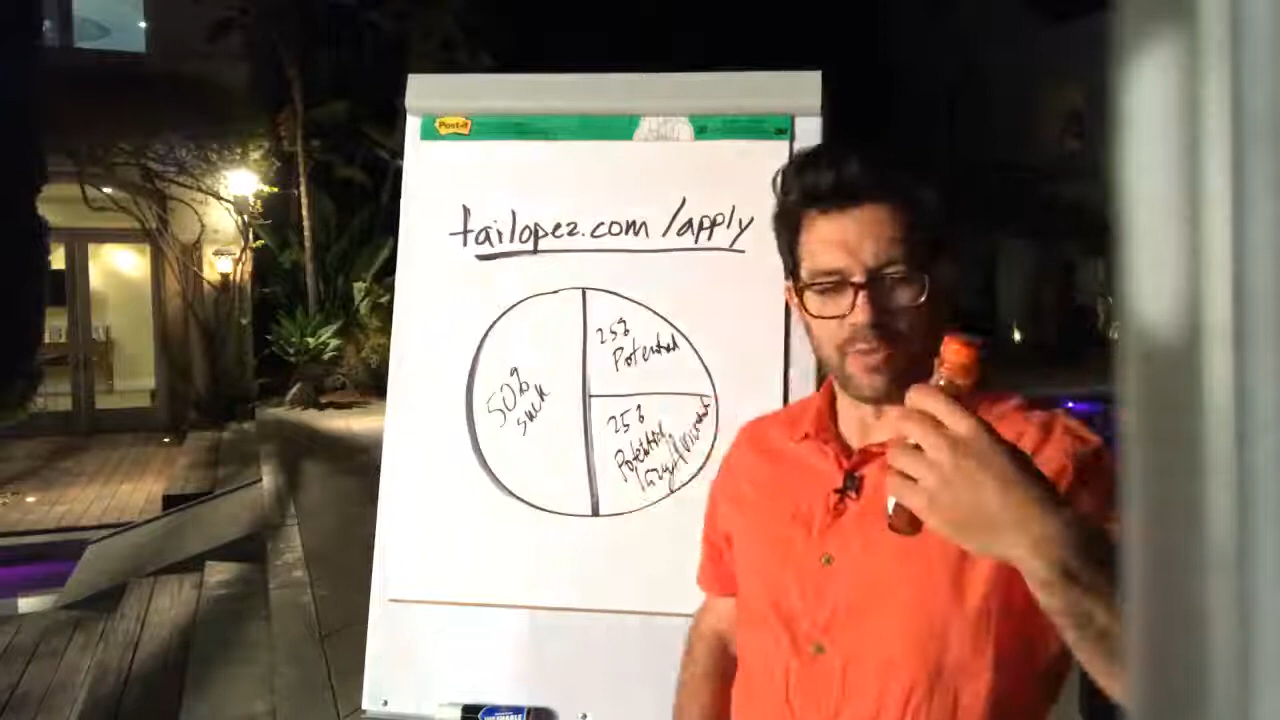 Post-it
tailopez.com/apply
25%
Potential
50%
suck
25%
Potential